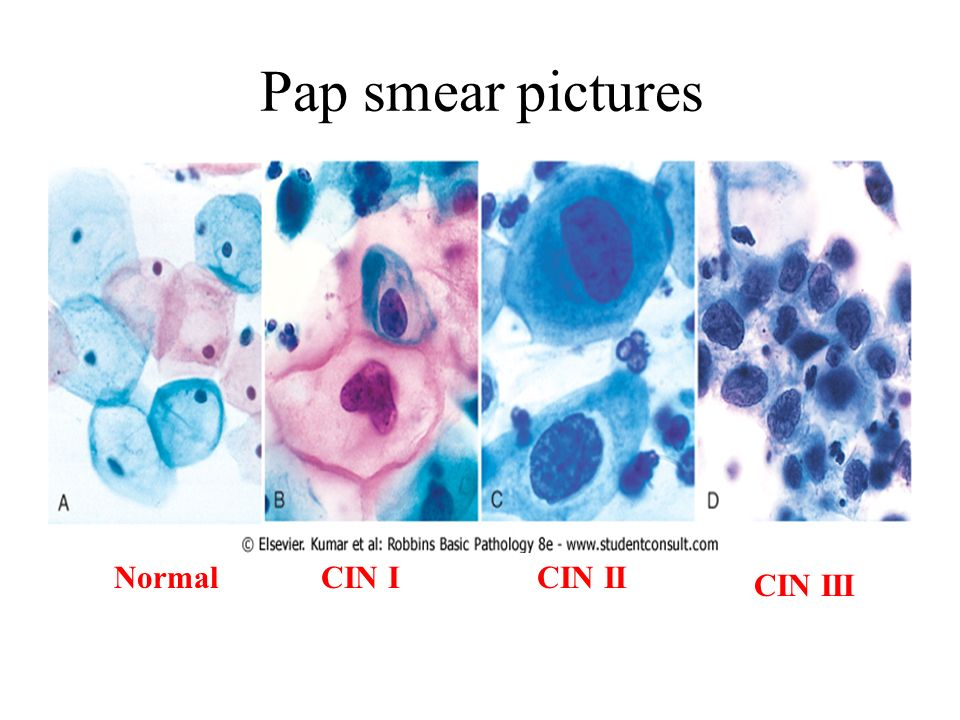 Pap smear pictures
A B C D
© Elsevier. Kumar et al: Robbins Basic Pathology 8e - www.studentconsult.com
Normal CIN I CIN II CIN III